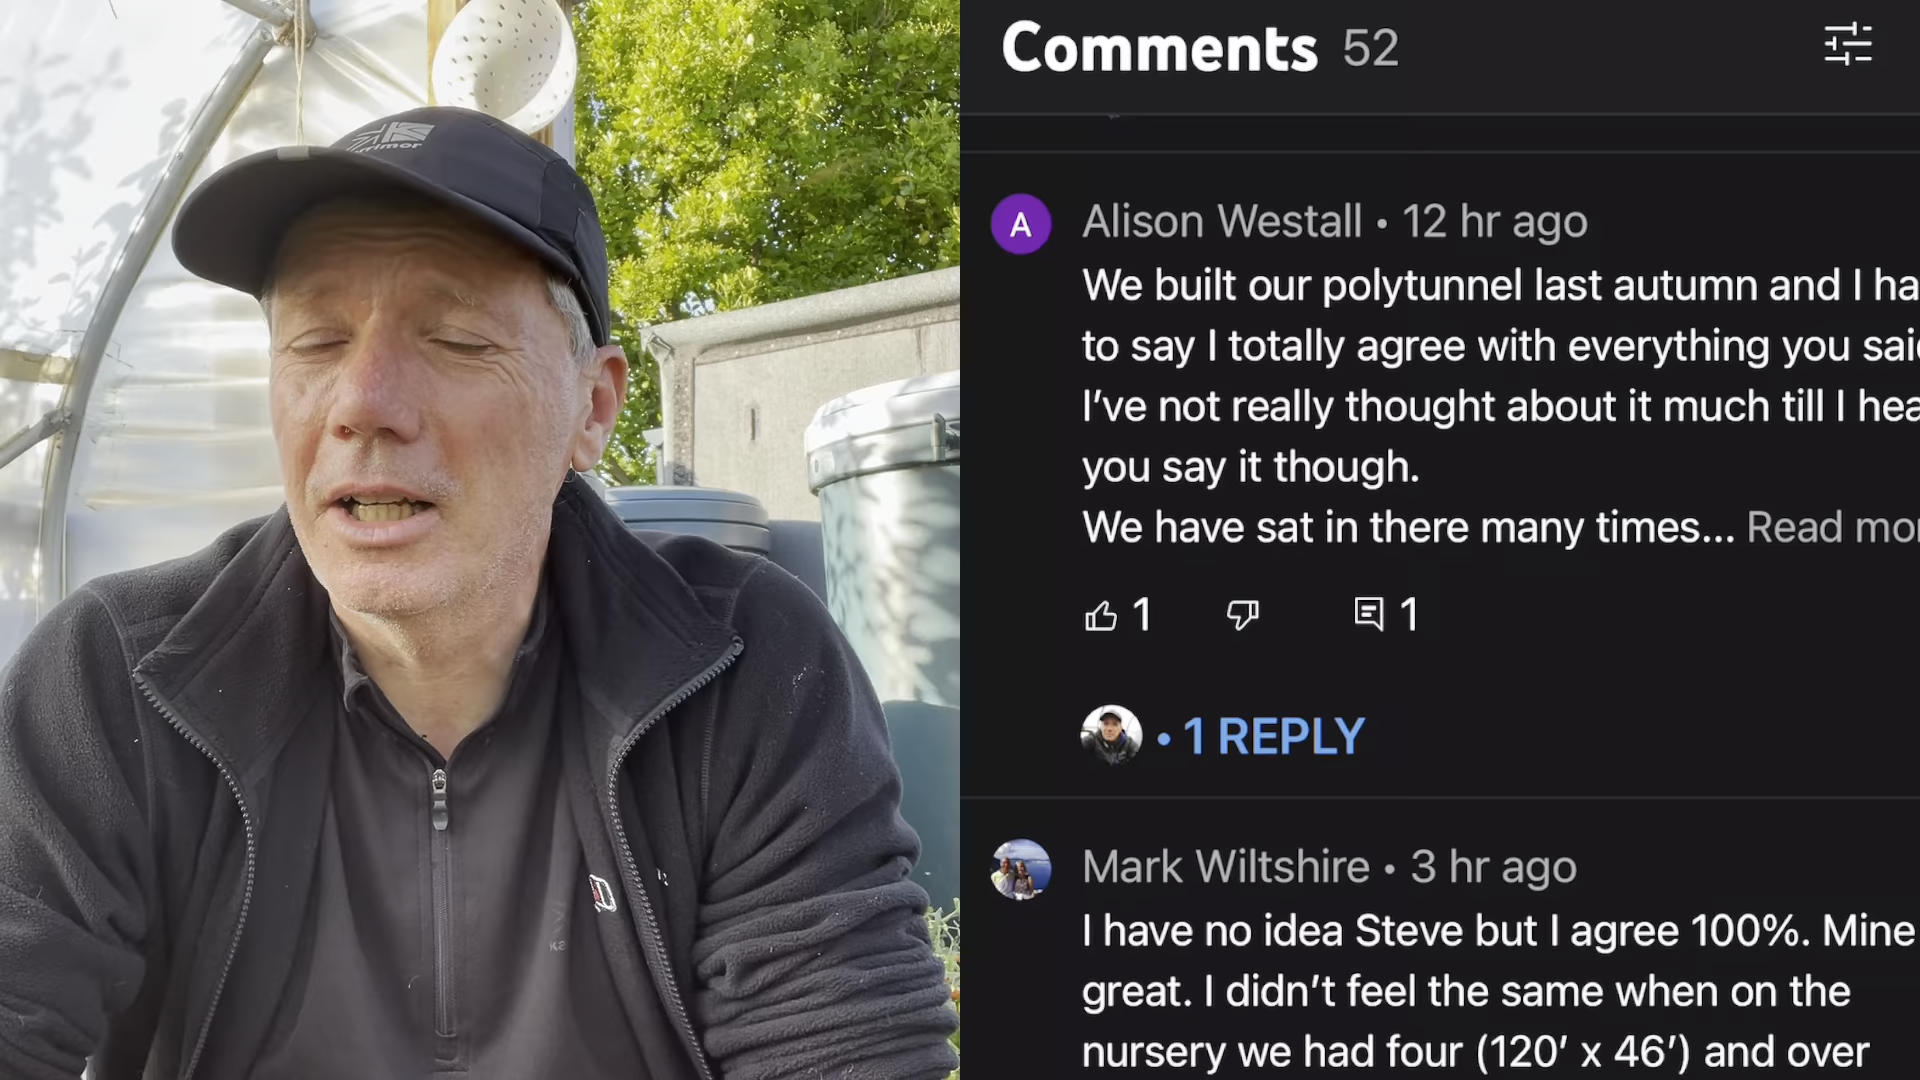 Comments 52
A
Alison Westall • 12 hr ago
We built our polytunnel last autumn and I ha
to say I totally agree with everything you said
I've not really thought about it much till I hea
you say it though.
We have sat in there many times... Read mor
1 1
• 1 REPLY
Mark Wiltshire • 3 hr ago
I have no idea Steve but I agree 100%. Mine
great. I didn't feel the same when on the
nursery we had four (120' x 46') and over